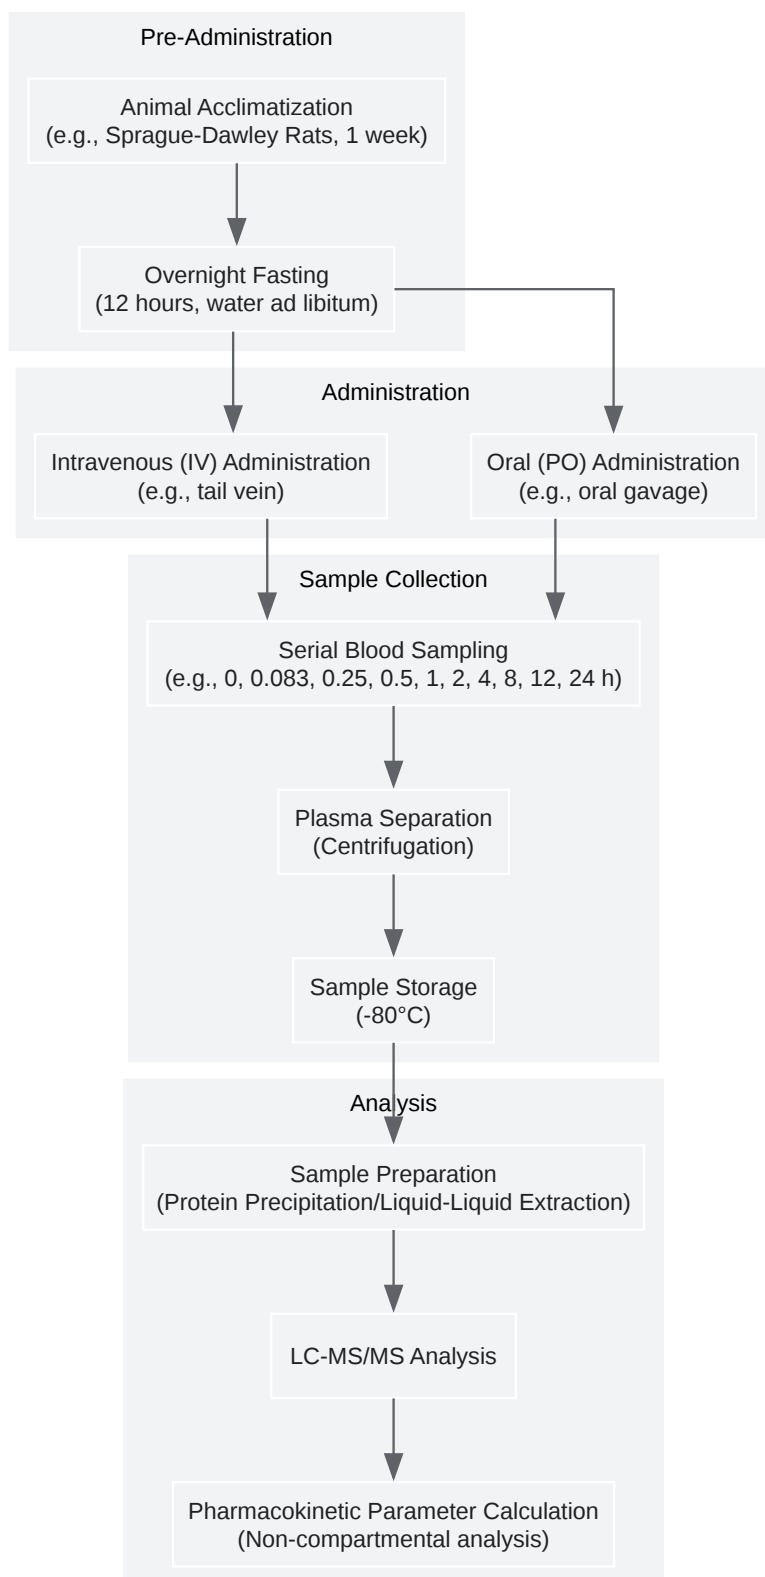 Pre-Administration
Animal Acclimatization
(e.g., Sprague-Dawley Rats, 1 week)
Overnight Fasting
(12 hours, water ad libitum)
Administration
Intravenous (IV) Administration
(e.g., tail vein)
Oral (PO) Administration
(e.g., oral gavage)
Sample Collection
Serial Blood Sampling
(e.g., 0, 0.083, 0.25, 0.5, 1, 2, 4, 8, 12, 24 h)
Plasma Separation
(Centrifugation)
Sample Storage
(-80°C)
Analysis
Sample Preparation
(Protein Precipitation/Liquid-Liquid Extraction)
LC-MS/MS Analysis
Pharmacokinetic Parameter Calculation
(Non-compartmental analysis)